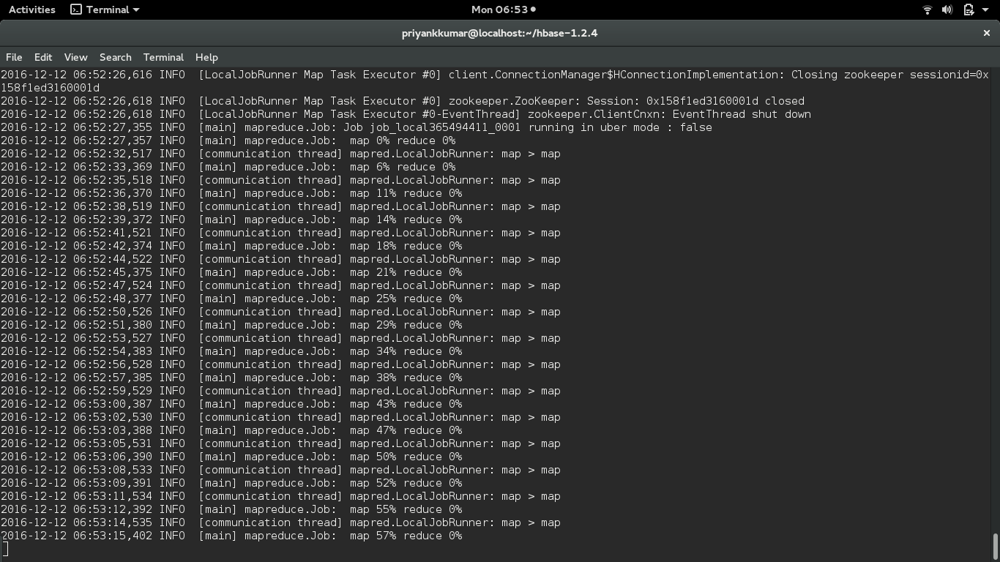 Activities Terminal Mon 06:53
priyankkumar@localhost:~/hbase-1.2.4 ×
File Edit View Search Terminal Help
2016-12-12 06:52:26,616 INFO  [LocalJobRunner Map Task Executor #0] client.ConnectionManager$HConnectionImplementation: Closing zookeeper sessionid=0x
158f1ed3160001d
2016-12-12 06:52:26,618 INFO  [LocalJobRunner Map Task Executor #0] zookeeper.ZooKeeper: Session: 0x158f1ed3160001d closed
2016-12-12 06:52:26,618 INFO  [LocalJobRunner Map Task Executor #0-EventThread] zookeeper.ClientCnxn: EventThread shut down
2016-12-12 06:52:27,355 INFO  [main] mapreduce.Job: Job job_local365494411_0001 running in uber mode : false
2016-12-12 06:52:27,357 INFO  [main] mapreduce.Job:  map 0% reduce 0%
2016-12-12 06:52:32,517 INFO  [communication thread] mapred.LocalJobRunner: map > map
2016-12-12 06:52:33,369 INFO  [main] mapreduce.Job:  map 6% reduce 0%
2016-12-12 06:52:35,518 INFO  [communication thread] mapred.LocalJobRunner: map > map
2016-12-12 06:52:36,370 INFO  [main] mapreduce.Job:  map 11% reduce 0%
2016-12-12 06:52:38,519 INFO  [communication thread] mapred.LocalJobRunner: map > map
2016-12-12 06:52:39,372 INFO  [main] mapreduce.Job:  map 14% reduce 0%
2016-12-12 06:52:41,521 INFO  [communication thread] mapred.LocalJobRunner: map > map
2016-12-12 06:52:42,374 INFO  [main] mapreduce.Job:  map 18% reduce 0%
2016-12-12 06:52:44,522 INFO  [communication thread] mapred.LocalJobRunner: map > map
2016-12-12 06:52:45,375 INFO  [main] mapreduce.Job:  map 21% reduce 0%
2016-12-12 06:52:47,524 INFO  [communication thread] mapred.LocalJobRunner: map > map
2016-12-12 06:52:48,377 INFO  [main] mapreduce.Job:  map 25% reduce 0%
2016-12-12 06:52:50,526 INFO  [communication thread] mapred.LocalJobRunner: map > map
2016-12-12 06:52:51,380 INFO  [main] mapreduce.Job:  map 29% reduce 0%
2016-12-12 06:52:53,527 INFO  [communication thread] mapred.LocalJobRunner: map > map
2016-12-12 06:52:54,383 INFO  [main] mapreduce.Job:  map 34% reduce 0%
2016-12-12 06:52:56,528 INFO  [communication thread] mapred.LocalJobRunner: map > map
2016-12-12 06:52:57,385 INFO  [main] mapreduce.Job:  map 38% reduce 0%
2016-12-12 06:52:59,529 INFO  [communication thread] mapred.LocalJobRunner: map > map
2016-12-12 06:53:00,387 INFO  [main] mapreduce.Job:  map 43% reduce 0%
2016-12-12 06:53:02,530 INFO  [communication thread] mapred.LocalJobRunner: map > map
2016-12-12 06:53:03,388 INFO  [main] mapreduce.Job:  map 47% reduce 0%
2016-12-12 06:53:05,531 INFO  [communication thread] mapred.LocalJobRunner: map > map
2016-12-12 06:53:06,390 INFO  [main] mapreduce.Job:  map 50% reduce 0%
2016-12-12 06:53:08,533 INFO  [communication thread] mapred.LocalJobRunner: map > map
2016-12-12 06:53:09,391 INFO  [main] mapreduce.Job:  map 52% reduce 0%
2016-12-12 06:53:11,534 INFO  [communication thread] mapred.LocalJobRunner: map > map
2016-12-12 06:53:12,392 INFO  [main] mapreduce.Job:  map 55% reduce 0%
2016-12-12 06:53:14,535 INFO  [communication thread] mapred.LocalJobRunner: map > map
2016-12-12 06:53:15,402 INFO  [main] mapreduce.Job:  map 57% reduce 0%